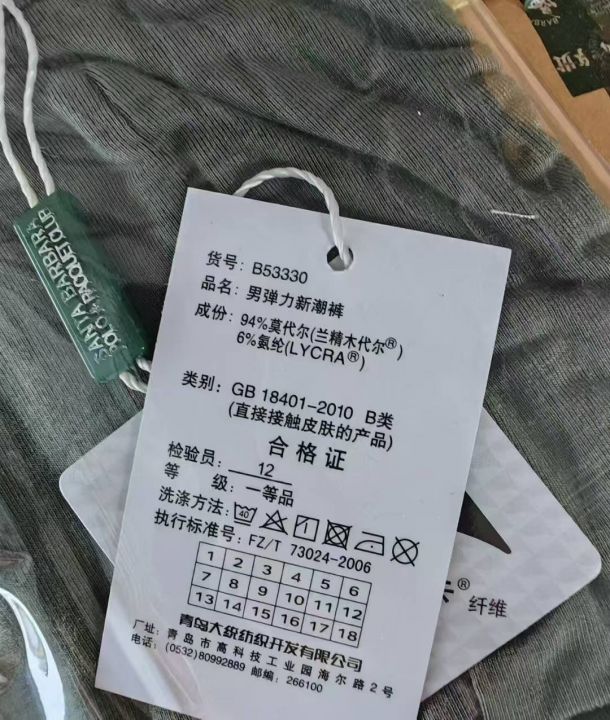 SANTA BARBARA
POLO & RACQUET CLUB
货号: B53330
品名: 男弹力新潮裤
成份: 94%莫代尔(兰精木代尔®)
6%氨纶(LYCRA®)
类别: GB 18401-2010 B类
(直接接触皮肤的产品)
合格证
检验员: 12
等 级: 一等品
洗涤方法: 40
执行标准号: FZ/T 73024-2006
1 2 3 4 5 6
7 8 9 10 11 12
13 14 15 16 17 18
青岛大统纺织开发有限公司
厂址: 青岛市高科技工业园海尔路2号
电话: (0532)80992889 邮编: 266100
® 纤维